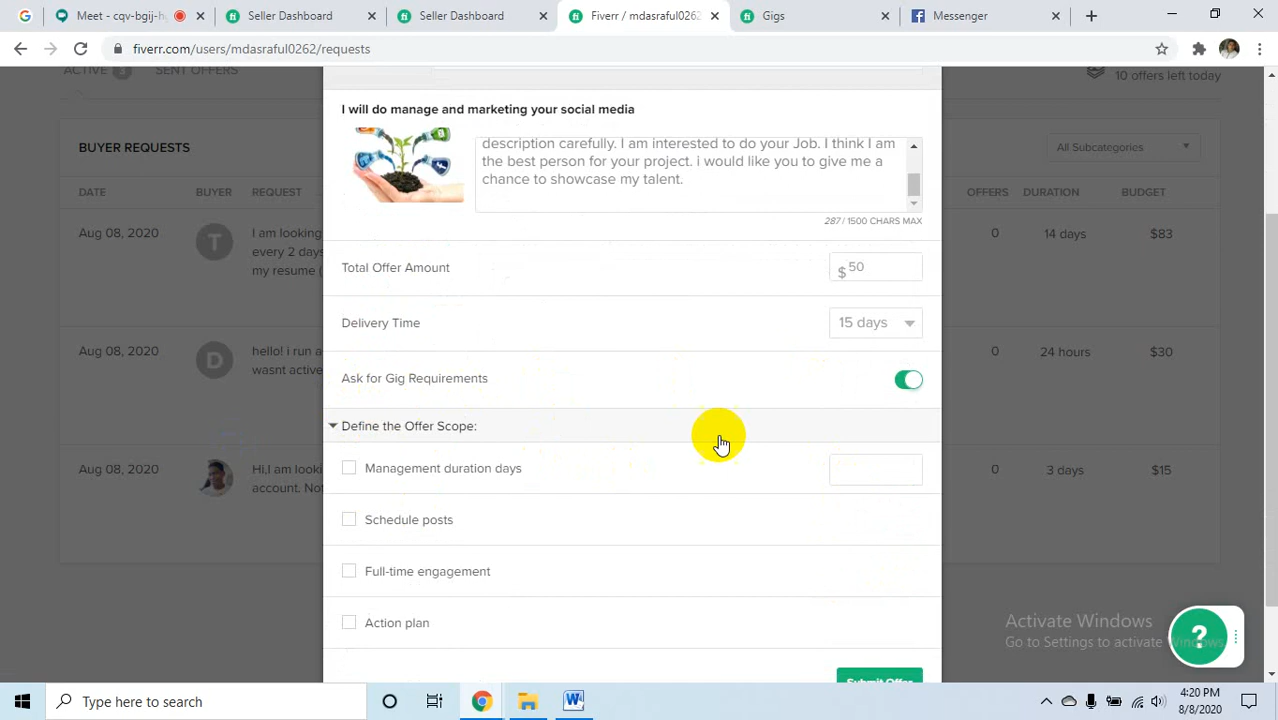 Meet - cqv-bgij-h
Seller Dashboard
Seller Dashboard
Fiverr / mdasraful0262
Gigs
Messenger
fiverr.com/users/mdasraful0262/requests
ACTIVE 3 SENT OFFERS
10 offers left today
I will do manage and marketing your social media
BUYER REQUESTS
All Subcategories
description carefully. I am interested to do your Job. I think I am
the best person for your project. i would like you to give me a
chance to showcase my talent.
287 / 1500 CHARS MAX
DATE BUYER REQUEST OFFERS DURATION BUDGET
Aug 08, 2020 T I am looking 0 14 days $83
every 2 days
my resume (
Total Offer Amount $ 50
Delivery Time 15 days
Aug 08, 2020 D hello! i run a 0 24 hours $30
wasnt active
Ask for Gig Requirements
Define the Offer Scope:
Aug 08, 2020 Hi.I am looki 0 3 days $15
account. Not
Management duration days
Schedule posts
Full-time engagement
Action plan
Submit Offer
Activate Windows
Go to Settings to activate Windows.
?
Type here to search
4:20 PM
8/8/2020